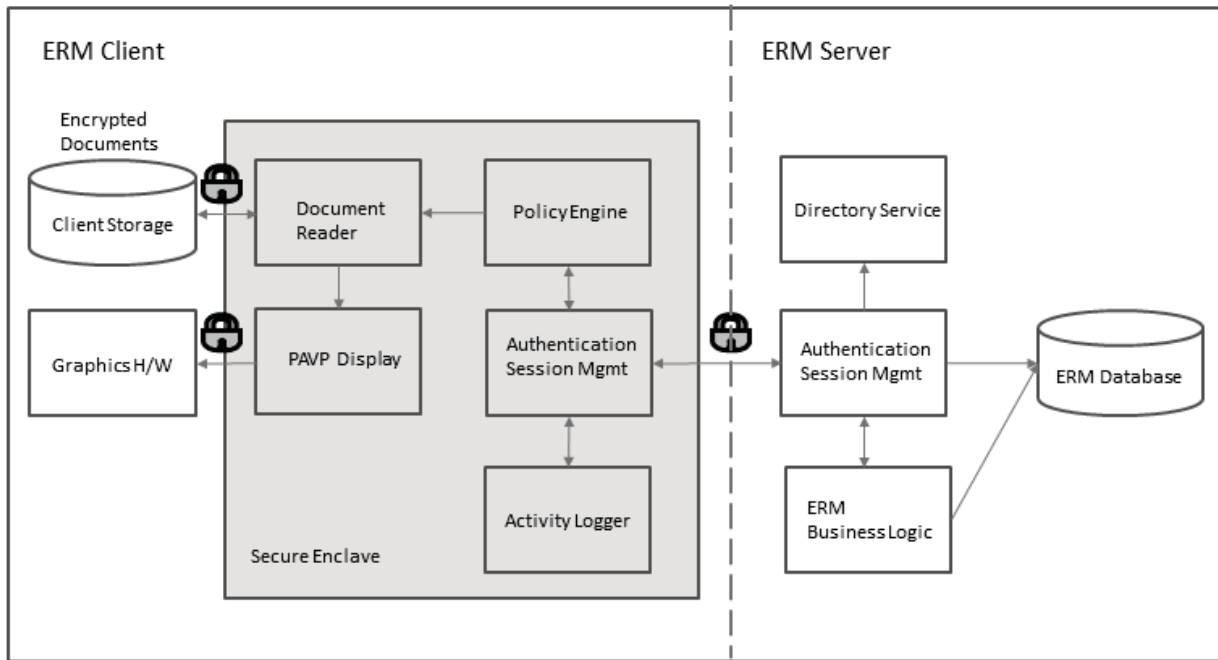 ERM Client
ERM Server
Encrypted
Documents
Client Storage
Document
Reader
Policy Engine
Directory Service
Graphics H/W
PAVP Display
Authentication
Session Mgmt
Authentication
Session Mgmt
ERM Database
Activity Logger
ERM
Business Logic
Secure Enclave